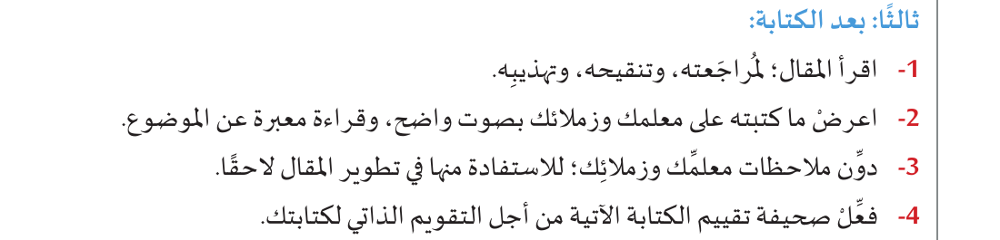 ثالثًا: بعد الكتابة:
1- اقرأ المقال؛ لمُراجَعته، وتنقيحه، وتهذيبِه.
2- اعرضْ ما كتبته على معلمك وزملائك بصوت واضح، وقراءة معبرة عن الموضوع.
3- دوِّن ملاحظات معلمِّك وزملائِك؛ للاستفادة منها في تطوير المقال لاحقًا.
4- فعِّلْ صحيفة تقييم الكتابة الآتية من أجل التقويم الذاتي لكتابتك.